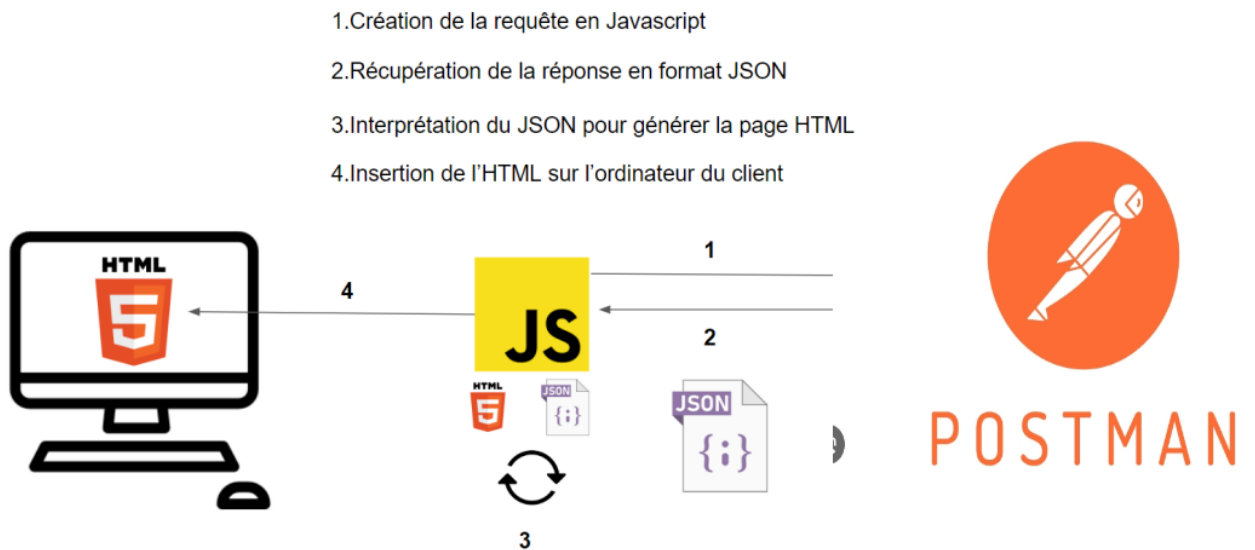 1.Création de la requête en Javascript
2.Récupération de la réponse en format JSON
3.Interprétation du JSON pour générer la page HTML
4.Insertion de l'HTML sur l'ordinateur du client
HTML
5
4
JS
1
2
HTML
5
JSON
{;}
JSON
{;}
3
POSTMAN